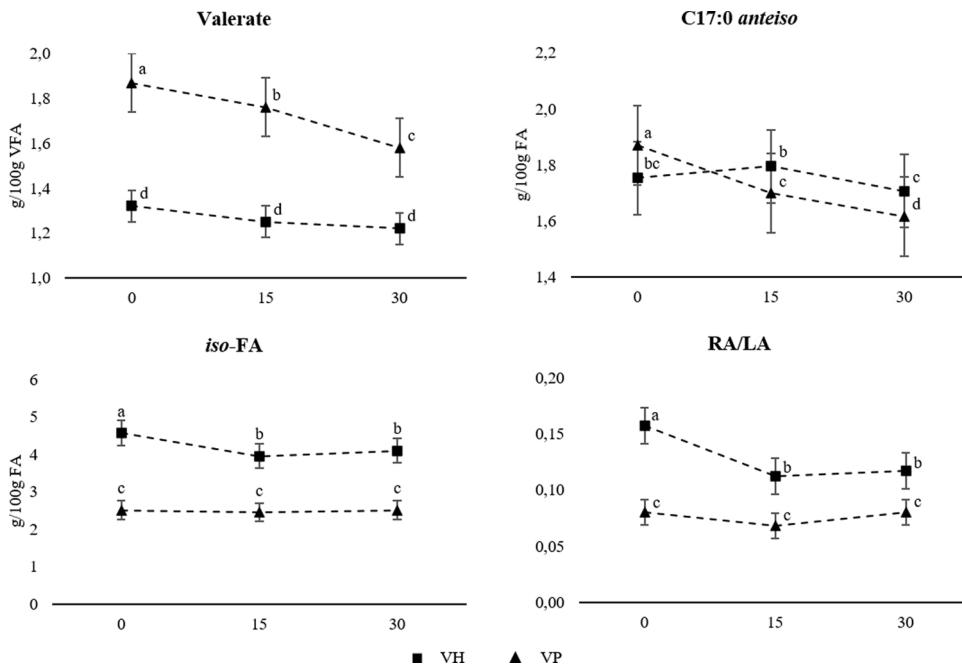 Valerate
g/100g VFA
2,0
1,8
1,6
1,4
1,2
1,0
a
b
c
d
d
d
0 15 30
C17:0 anteiso
g/100g FA
2,2
2,0
1,8
1,6
1,4
a
bc
b
c
c
d
0 15 30
iso-FA
g/100g FA
6
5
4
3
2
1
0
a
b
b
c
c
c
0 15 30
RA/LA
0,20
0,15
0,10
0,05
0,00
a
b
b
c
c
c
0 15 30
VH VP